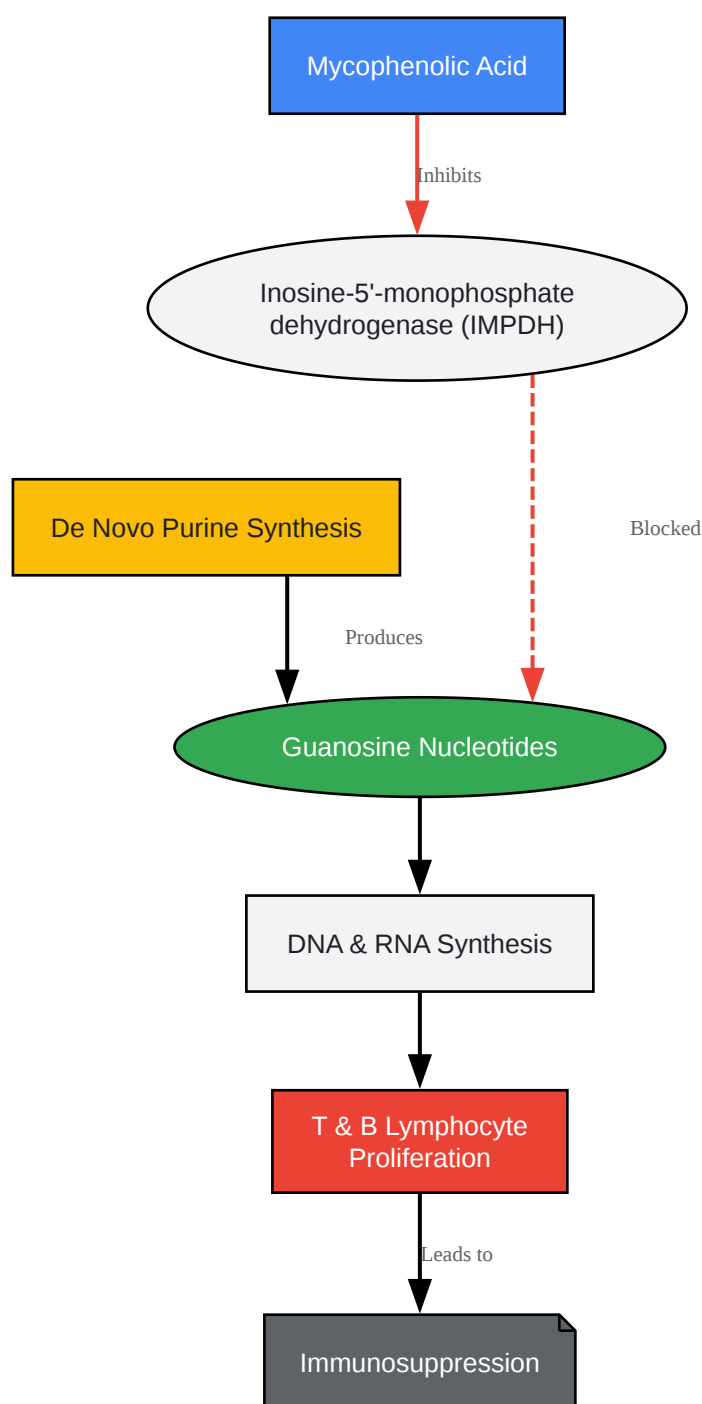 Mycophenolic Acid
Inhibits
Inosine-5'-monophosphate
dehydrogenase (IMPDH)
De Novo Purine Synthesis
Blocked
Produces
Guanosine Nucleotides
DNA & RNA Synthesis
T & B Lymphocyte
Proliferation
Leads to
Immunosuppression